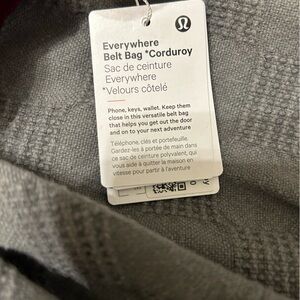 Everywhere
Belt Bag *Corduroy
Sac de ceinture
Everywhere
*Velours côtelé
Phone, keys, wallet. Keep them
close in this versatile belt bag
that helps you get out the door
and on to your next adventure
Téléphone, clés et portefeuille.
Gardez-les à portée de main dans
ce sac de ceinture polyvalent, qui
vous aide à quitter la maison en
vitesse pour partir à l'aventure